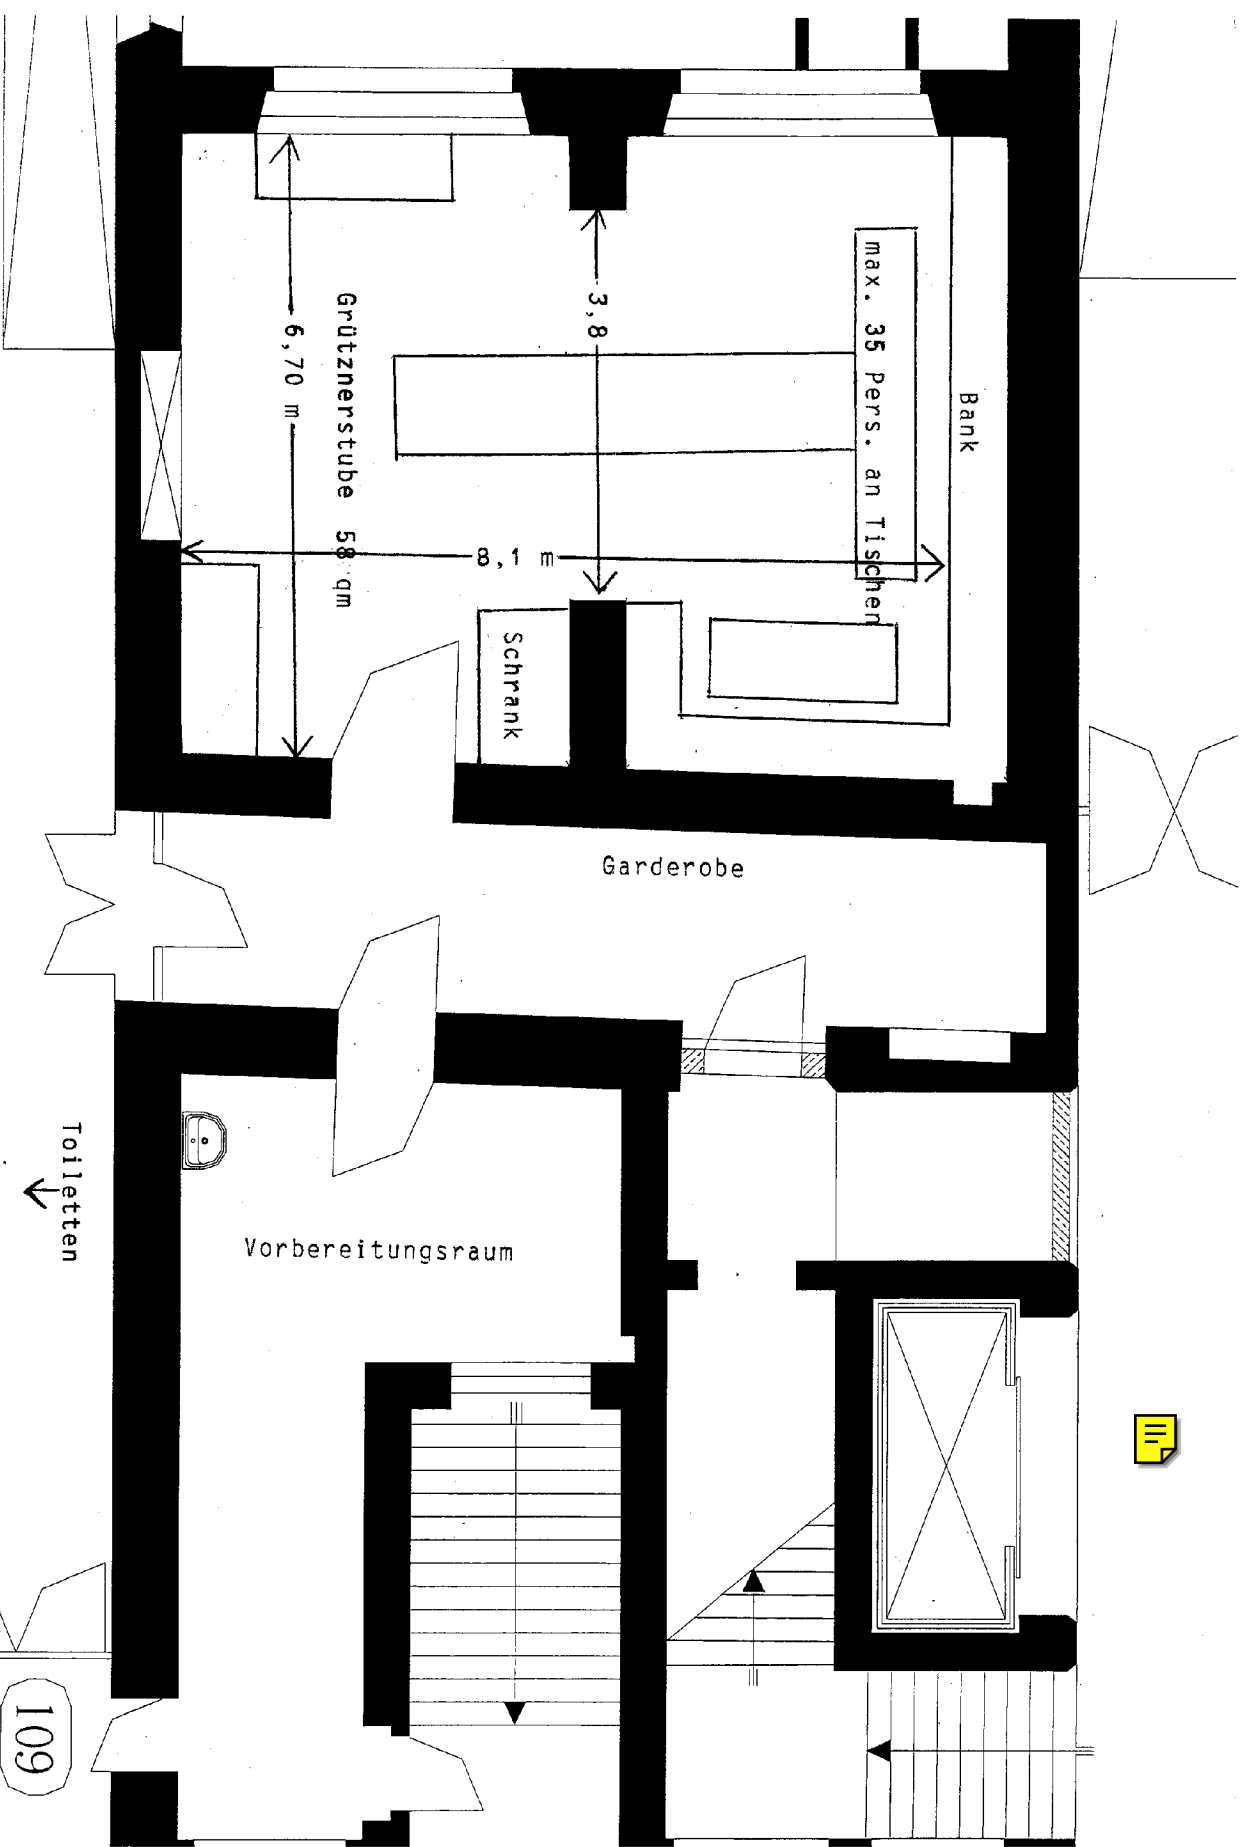 max. 35 Pers. an Tischen
Bank
3,8
6,70 m
Grütznerstube 58 qm
8,1 m
Schrank
Garderobe
Toiletten
Vorbereitungsraum
109